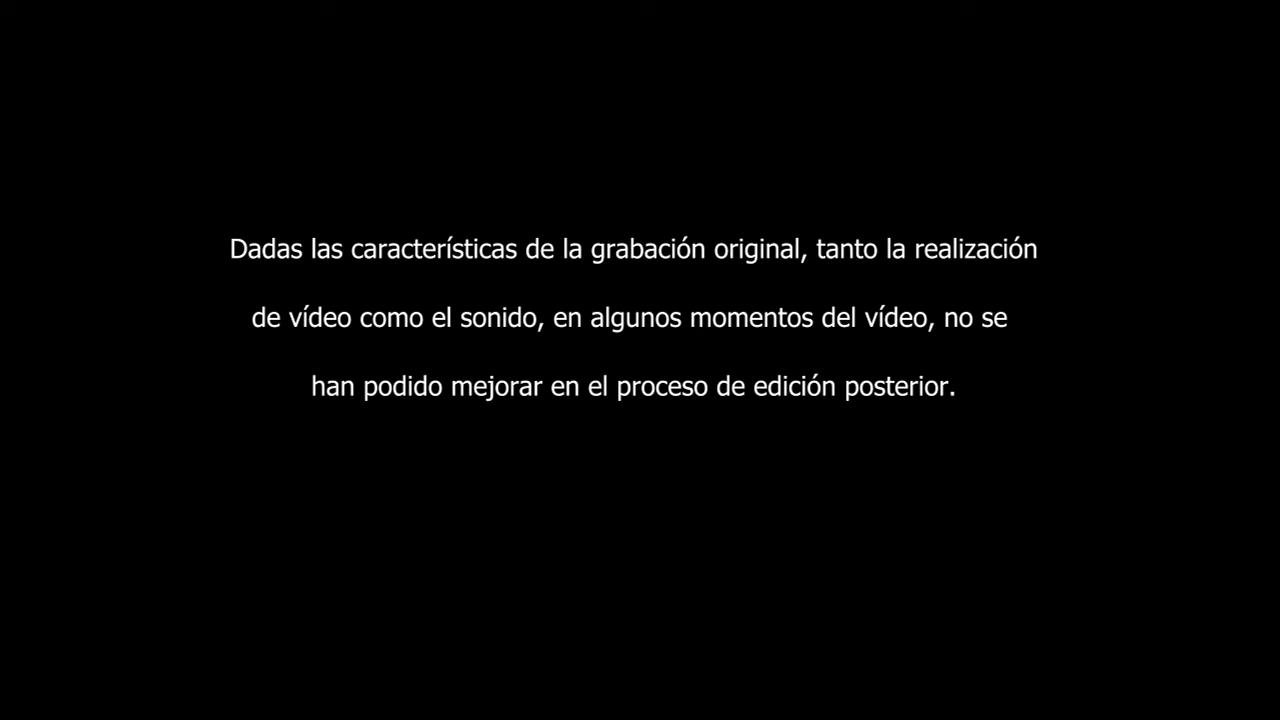 Dadas las características de la grabación original, tanto la realización
de vídeo como el sonido, en algunos momentos del vídeo, no se
han podido mejorar en el proceso de edición posterior.